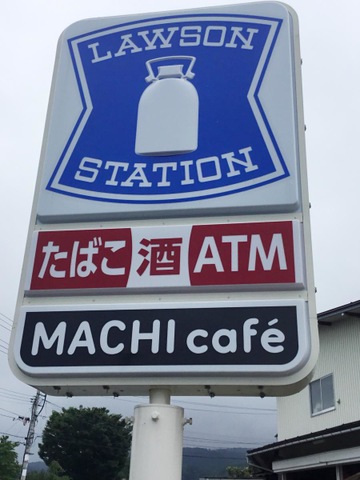 LAWSON
STATION
たばこ 酒 ATM
MACHI café